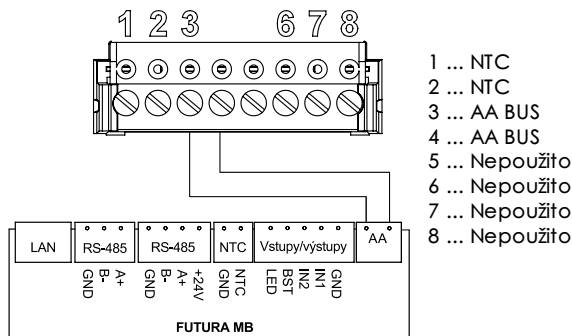 1 2 3 6 7 8
1 ... NTC
2 ... NTC
3 ... AA BUS
4 ... AA BUS
5 ... Nepoužito
6 ... Nepoužito
7 ... Nepoužito
8 ... Nepoužito
LAN RS-485 RS-485 NTC Vstupy/výstupy AA
GND B- A+ GND B- A+ +24V GND NTC LED BST IN2 IN1 GND
FUTURA MB